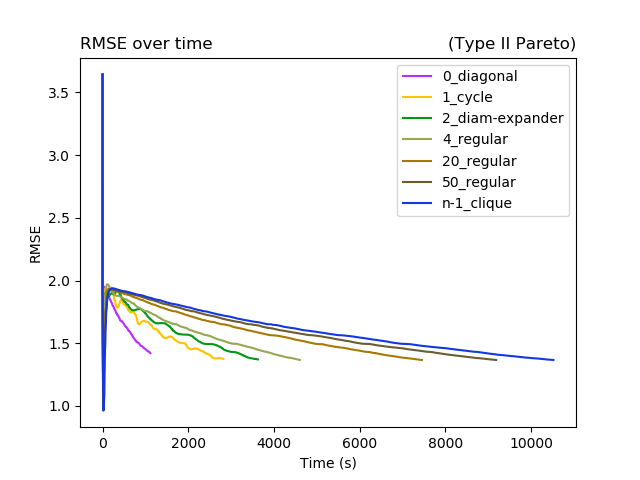 RMSE over time (Type II Pareto)
0_diagonal
1_cycle
2_diam-expander
4_regular
20_regular
50_regular
n-1_clique
3.5
3.0
2.5
2.0
1.5
1.0
RMSE
0 2000 4000 6000 8000 10000
Time (s)